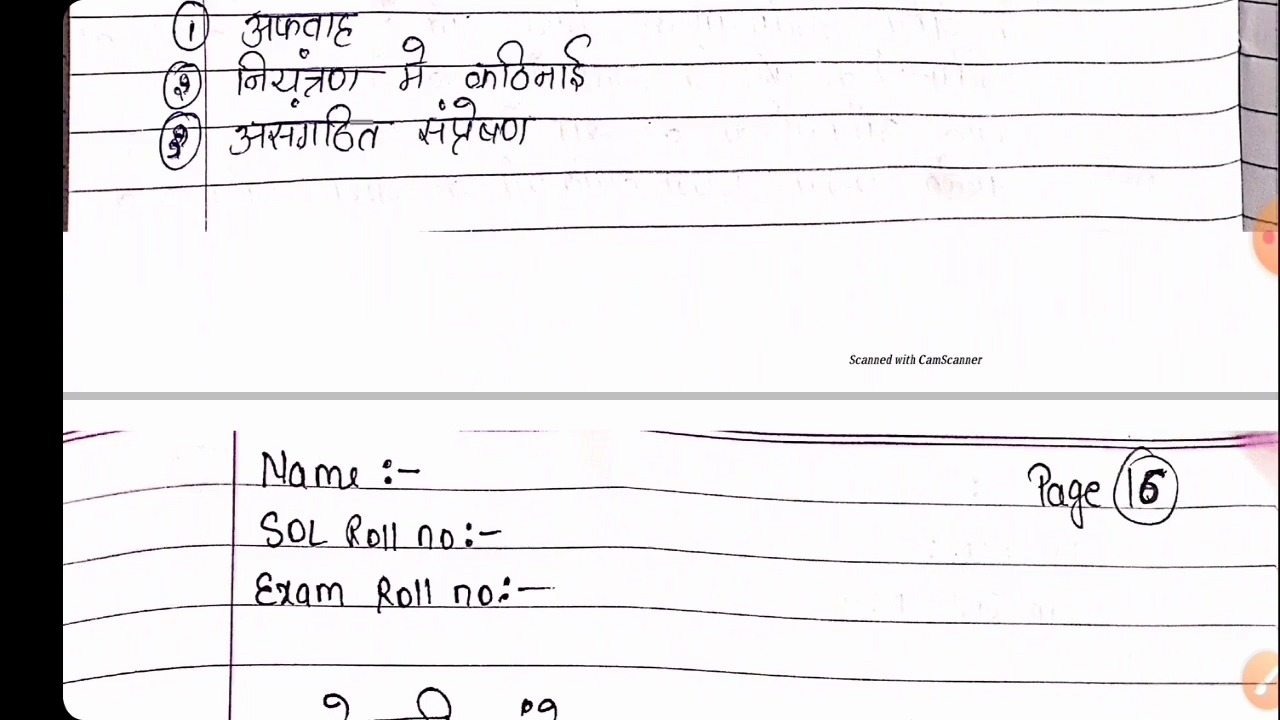 ① अफवाह
② नियंत्रण मे कठिनाई
③ असंगठित संप्रेषण
Scanned with CamScanner
Name :-
Page 16
SOL Roll no:-
Exam Roll no:-